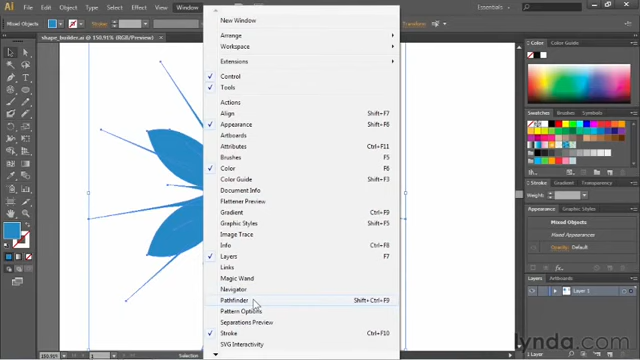 Ai
File
Edit
Object
Type
Select
Effect
Window
Essentials
Mixed Objects
Stroke:
Transform
shape_builder.ai @ 150.91% (RGB/Preview)
New Window
Arrange
Workspace
Extensions
Control
Tools
Actions
Align Shift+F7
Appearance Shift+F6
Artboards
Attributes Ctrl+F11
Brushes F5
Color F6
Color Guide Shift+F3
Document Info
Flattener Preview
Gradient Ctrl+F9
Graphic Styles Shift+F5
Image Trace
Info Ctrl+F8
Layers F7
Links
Magic Wand
Navigator
Pathfinder Shift+Ctrl+F9
Pattern Options
Separations Preview
Stroke Ctrl+F10
SVG Interactivity
Color Color Guide
Swatches Brushes Symbols
Stroke Gradient Transparency
Weight:
Appearance Graphic Styles
Mixed Objects
Mixed Appearances
Opacity: Default
Layers Artboards
Layer 1
1 Layer
150.91%
lynda.com